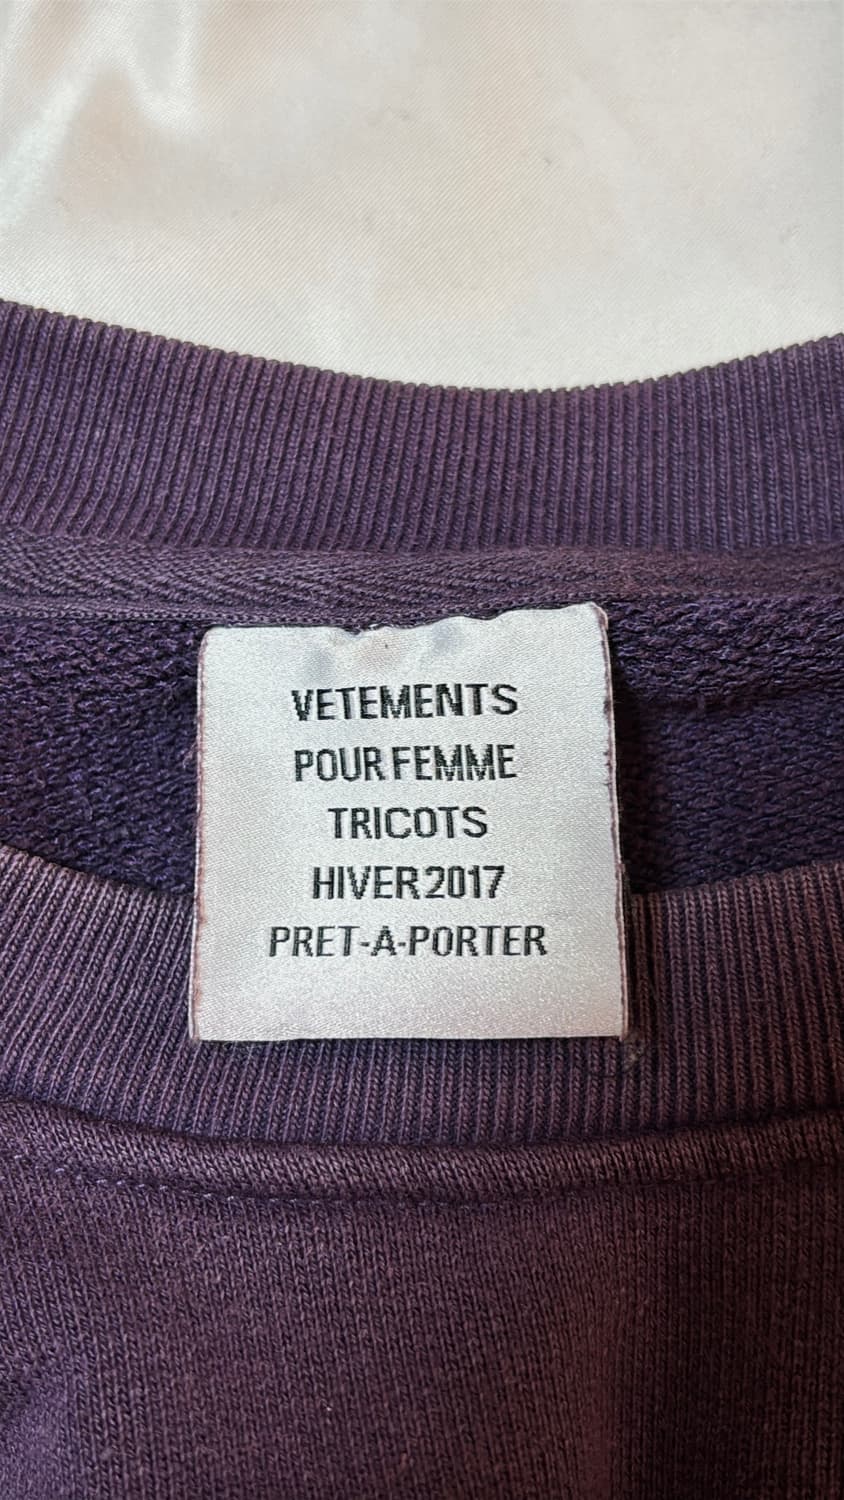 VETEMENTS
POUR FEMME
TRICOTS
HIVER 2017
PRET-A-PORTER